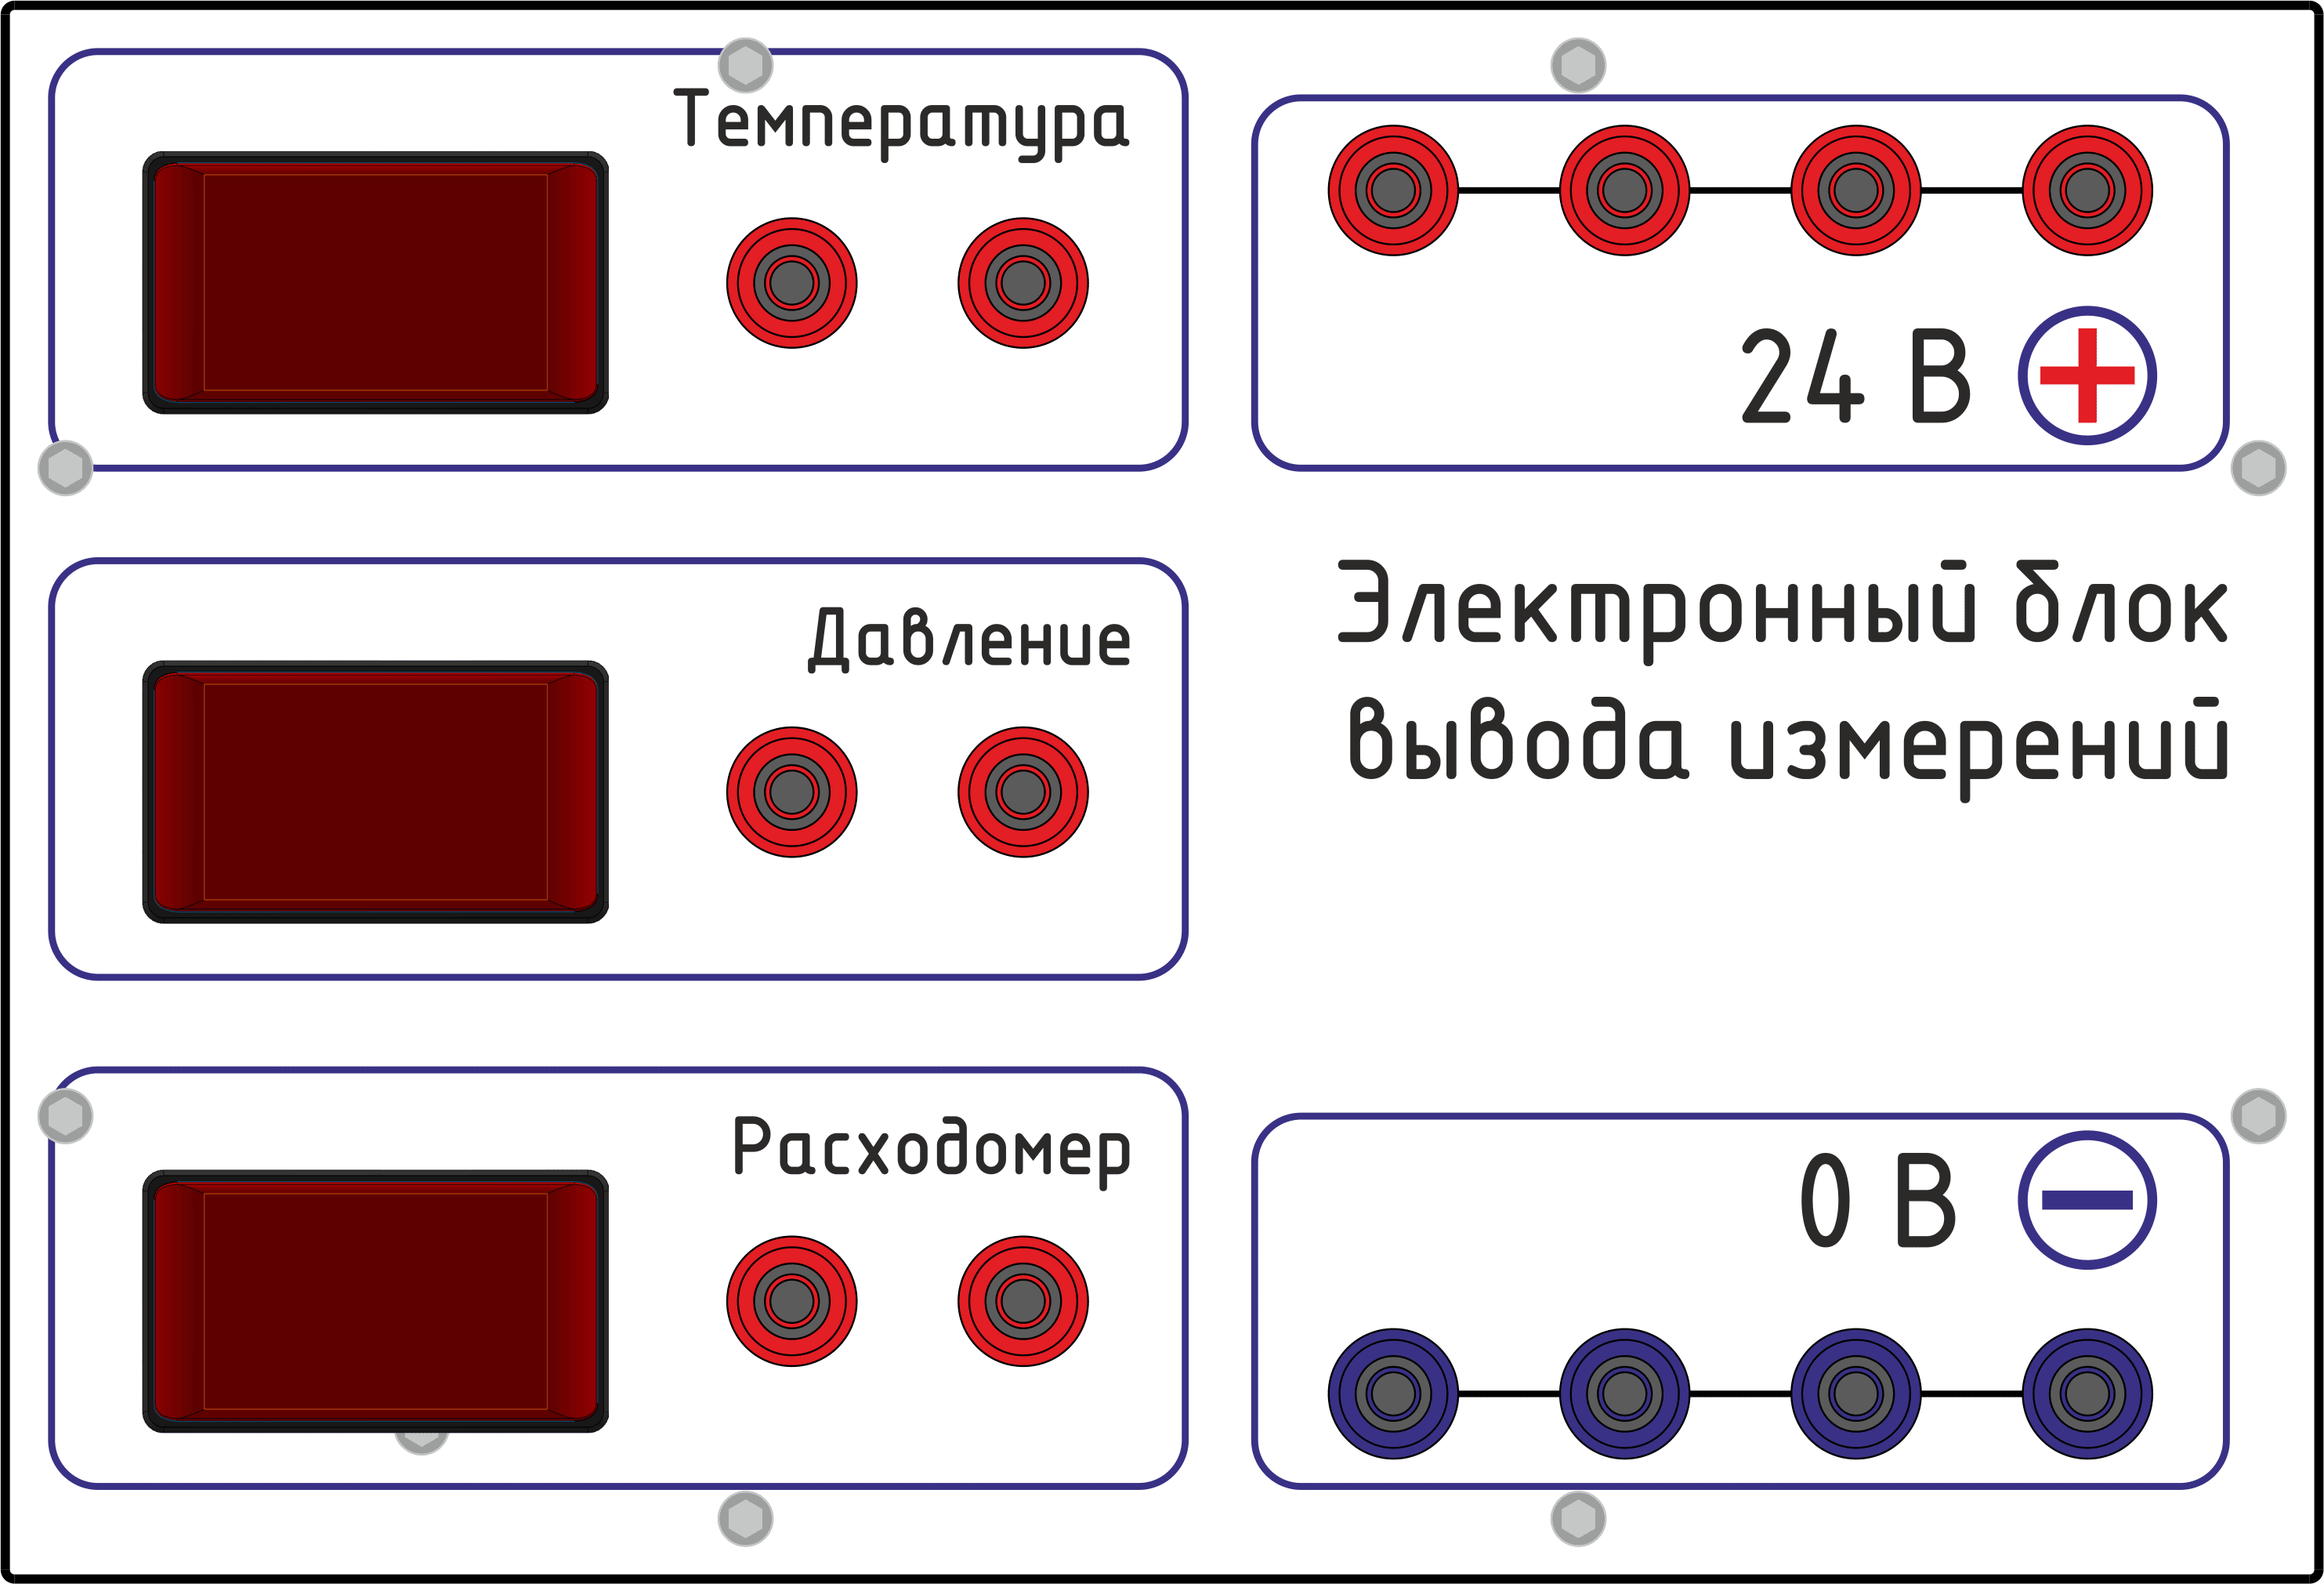 Температура
24 В
Давление
Электронный блок
вывода измерений
Расходомер
0 В